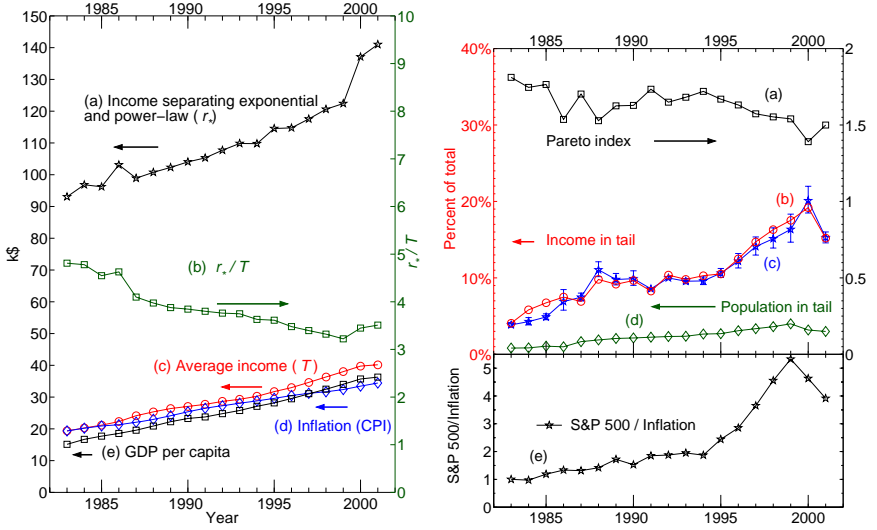 1985 1990 1995 2000
150
140
130
120
110
100
90
80
70
60
50
40
30
20
10
0
k$
10
9
8
7
6
5
4
3
2
1
0
r*/T
(a) Income separating exponential
and power-law (r*)
(b) r*/T
(c) Average income (T)
(d) Inflation (CPI)
(e) GDP per capita
1985 1990 1995 2000
Year
1985 1990 1995 2000
40%
30%
20%
10%
0%
Percent of total
2
1.5
1
0.5
0
(a)
Pareto index
(b)
Income in tail
(c)
Population in tail
(d)
5
4
3
2
1
0
S&P 500/Inflation
S&P 500 / Inflation
(e)
1985 1990 1995 2000